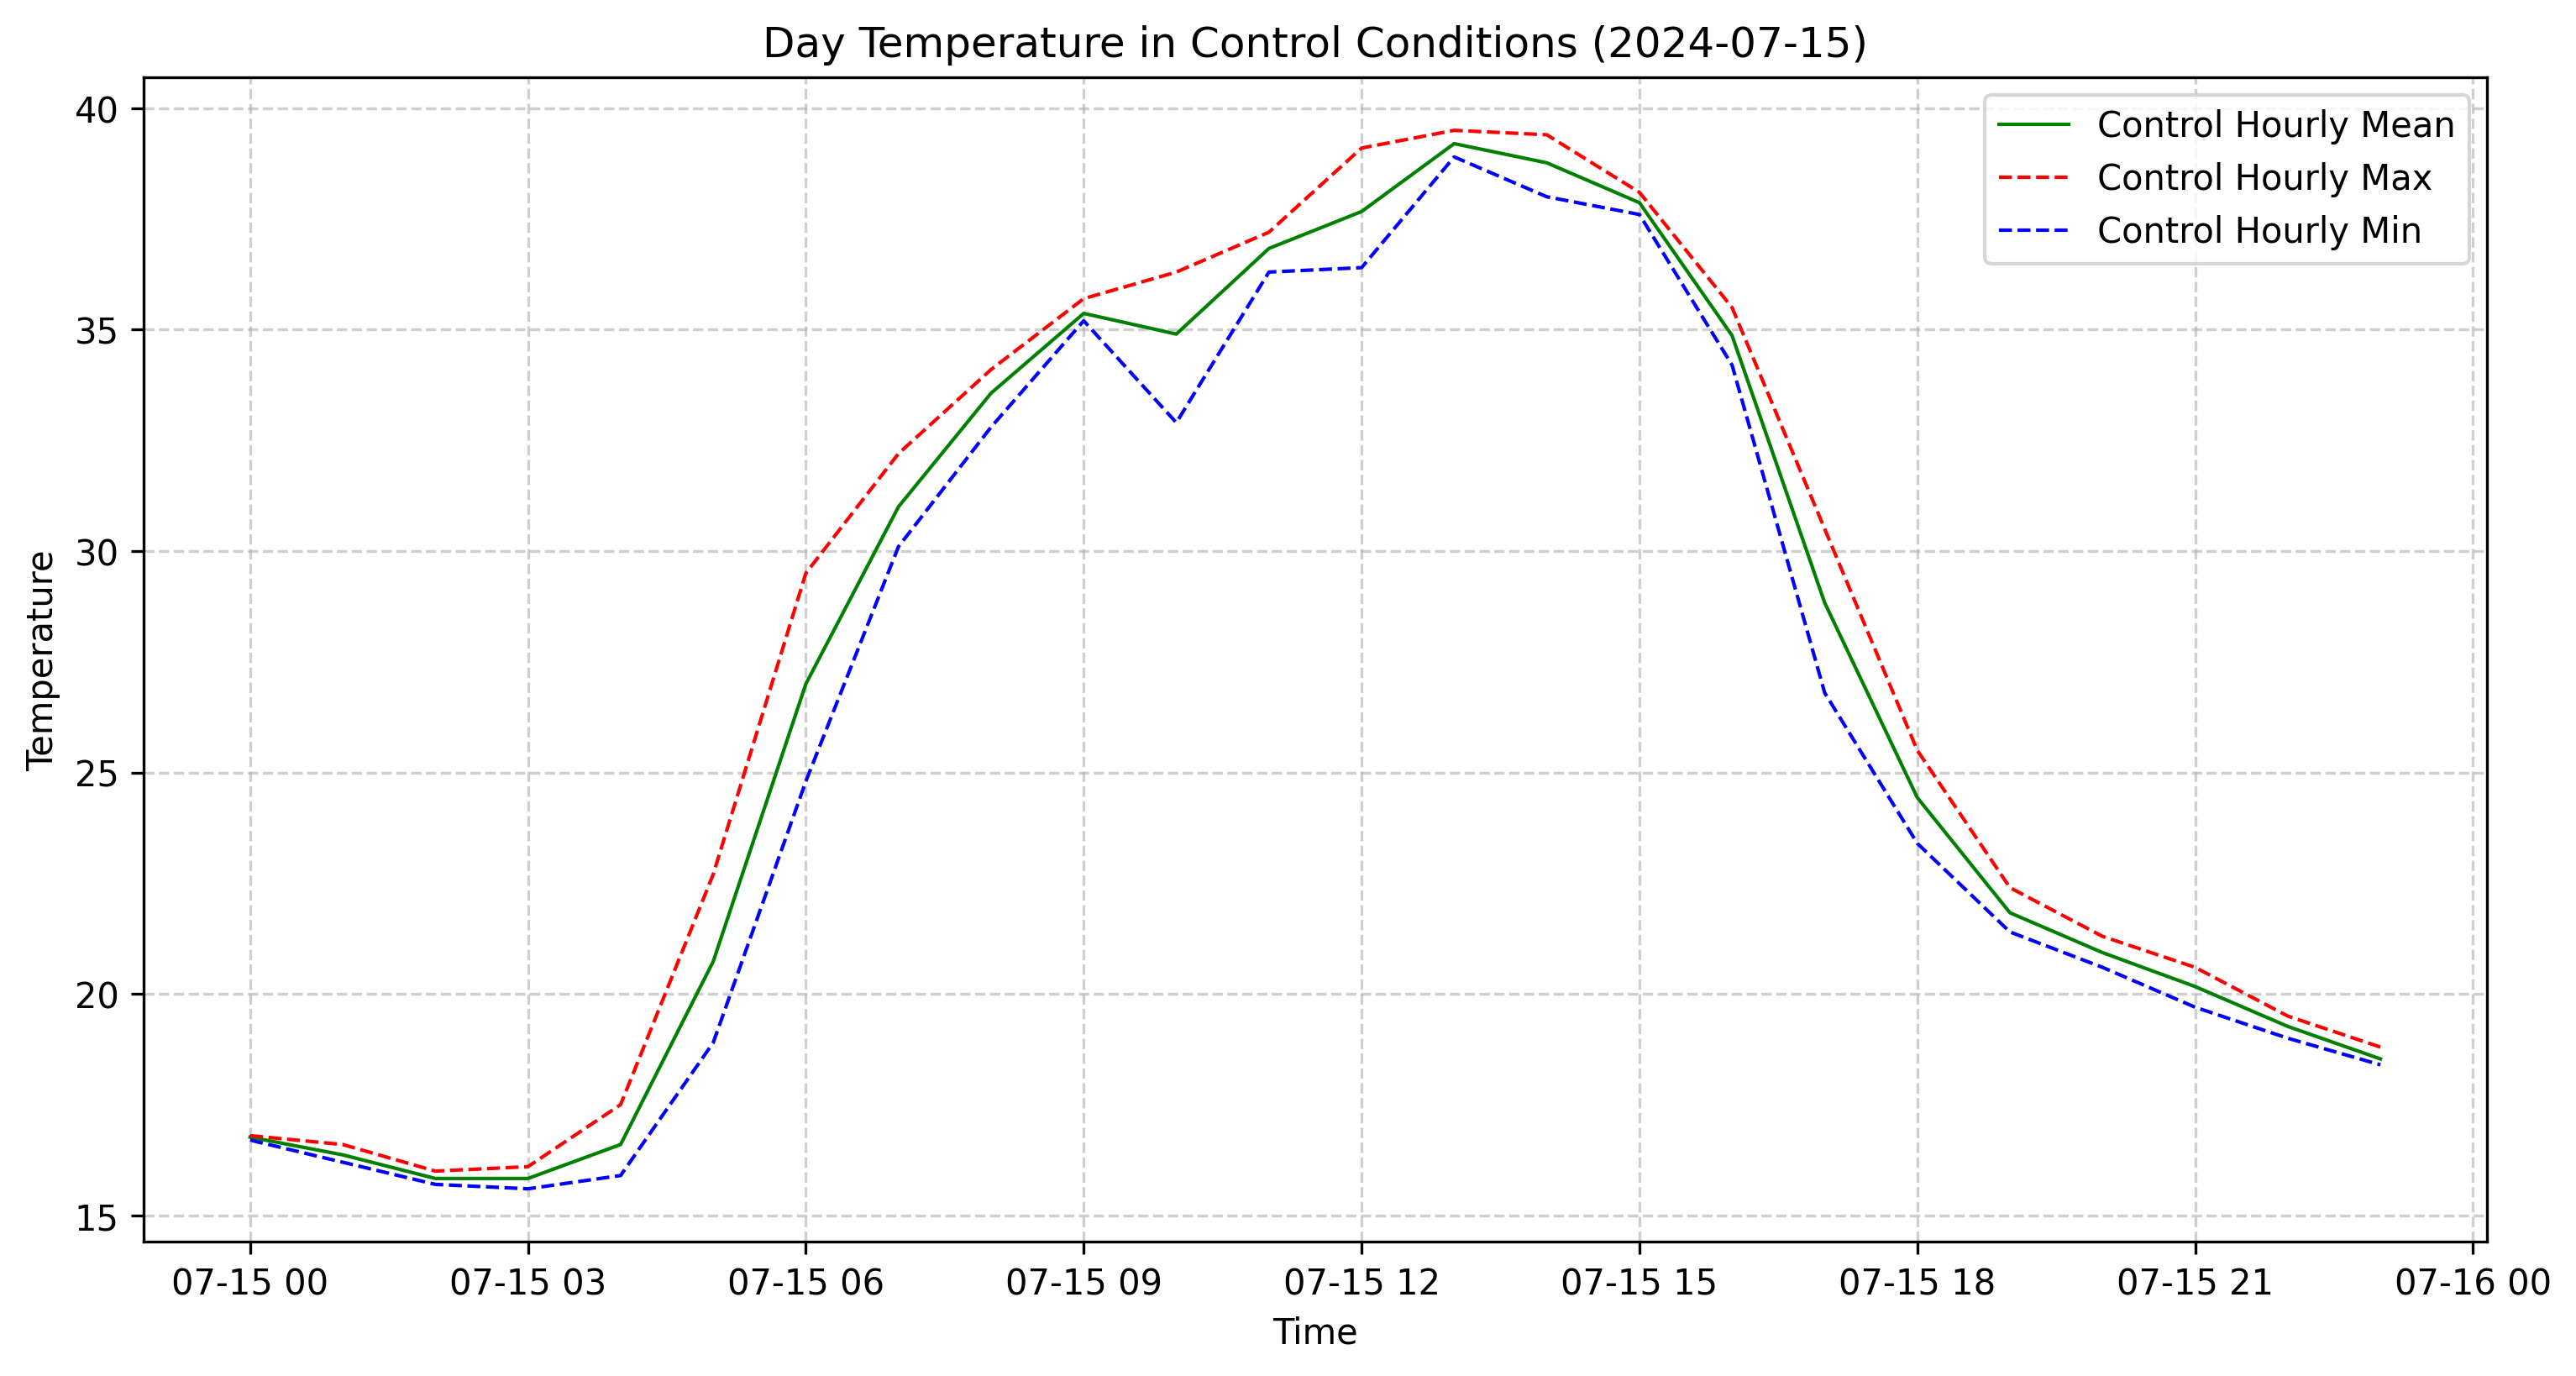 Day Temperature in Control Conditions (2024-07-15)
Control Hourly Mean
Control Hourly Max
Control Hourly Min
Temperature
40
35
30
25
20
15
07-15 00 07-15 03 07-15 06 07-15 09 07-15 12 07-15 15 07-15 18 07-15 21 07-16 00
Time